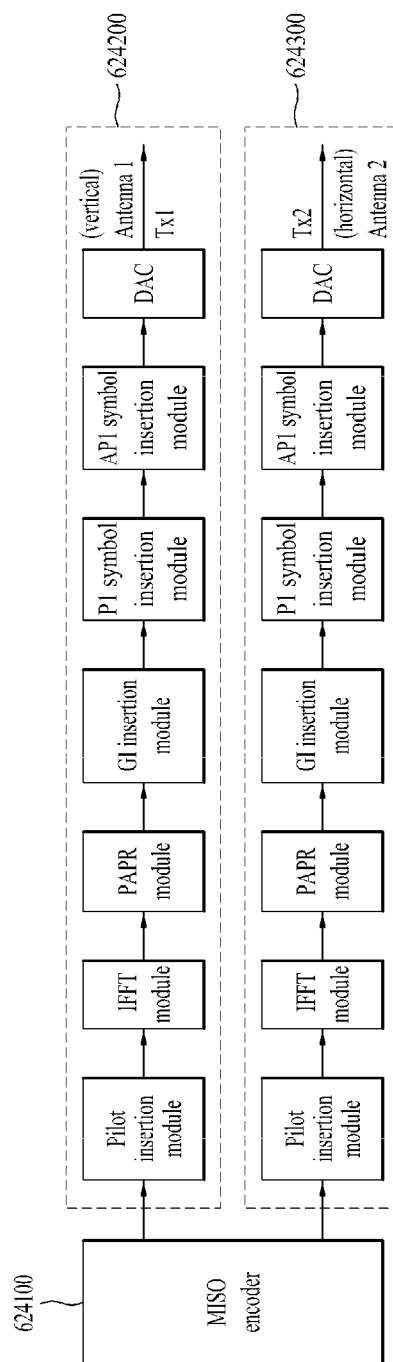 624100
MISO
encoder
624200
Pilot
insertion
module
IFFT
module
PAPR
module
GI insertion
module
P1 symbol
insertion
module
AP1 symbol
insertion
module
DAC
(vertical)
Antenna 1
Tx1
624300
Pilot
insertion
module
IFFT
module
PAPR
module
GI insertion
module
P1 symbol
insertion
module
AP1 symbol
insertion
module
DAC
Tx2
(horizontal)
Antenna 2